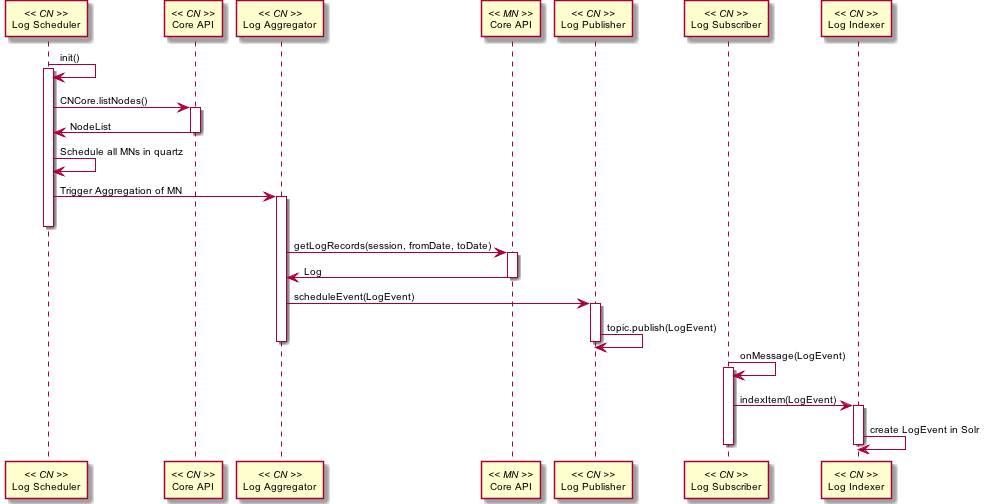 << CN >>
Log Scheduler
<< CN >>
Core API
<< CN >>
Log Aggregator
<< MN >>
Core API
<< CN >>
Log Publisher
<< CN >>
Log Subscriber
<< CN >>
Log Indexer
init()
CNCore.listNodes()
NodeList
Schedule all MNs in quartz
Trigger Aggregation of MN
getLogRecords(session, fromDate, toDate)
Log
scheduleEvent(LogEvent)
topic.publish(LogEvent)
onMessage(LogEvent)
indexItem(LogEvent)
create LogEvent in Solr
<< CN >>
Log Scheduler
<< CN >>
Core API
<< CN >>
Log Aggregator
<< MN >>
Core API
<< CN >>
Log Publisher
<< CN >>
Log Subscriber
<< CN >>
Log Indexer